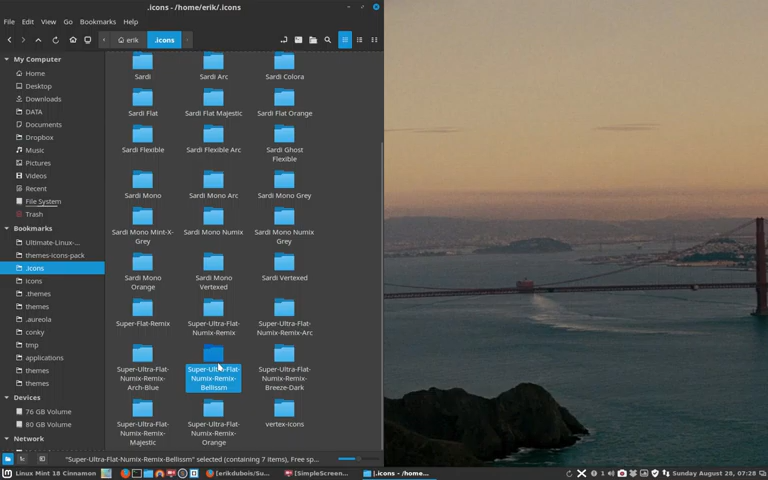 .icons - /home/erik/.icons
File Edit View Go Bookmarks Help
erik .icons
My Computer
Home
Desktop
Downloads
DATA
Documents
Dropbox
Music
Pictures
Videos
Recent
File System
Trash
Bookmarks
Ultimate-Linux-...
themes-icons-pack
.icons
icons
.themes
themes
.aureola
conky
tmp
applications
themes
themes
Devices
76 GB Volume
80 GB Volume
Network
Sardi
Sardi Arc
Sardi Colora
Sardi Flat
Sardi Flat Majestic
Sardi Flat Orange
Sardi Flexible
Sardi Flexible Arc
Sardi Ghost
Flexible
Sardi Mono
Sardi Mono Arc
Sardi Mono Grey
Sardi Mono Mint-X-
Grey
Sardi Mono Numix
Sardi Mono Numix
Grey
Sardi Mono
Orange
Sardi Mono
Vertexed
Sardi Vertexed
Super-Flat-Remix
Super-Ultra-Flat-
Numix-Remix
Super-Ultra-Flat-
Numix-Remix-Arc
Super-Ultra-Flat-
Numix-Remix-
Arch-Blue
Super-Ultra-Flat-
Numix-Remix-
Bellissm
Super-Ultra-Flat-
Numix-Remix-
Breeze-Dark
Super-Ultra-Flat-
Numix-Remix-
Majestic
Super-Ultra-Flat-
Numix-Remix-
Orange
vertex-icons
"Super-Ultra-Flat-Numix-Remix-Bellissm" selected (containing 7 items), Free sp...
Linux Mint 18 Cinnamon
[erikdubois/Su...
[SimpleScreen...
.icons - /home...
1
Sunday August 28, 07:28